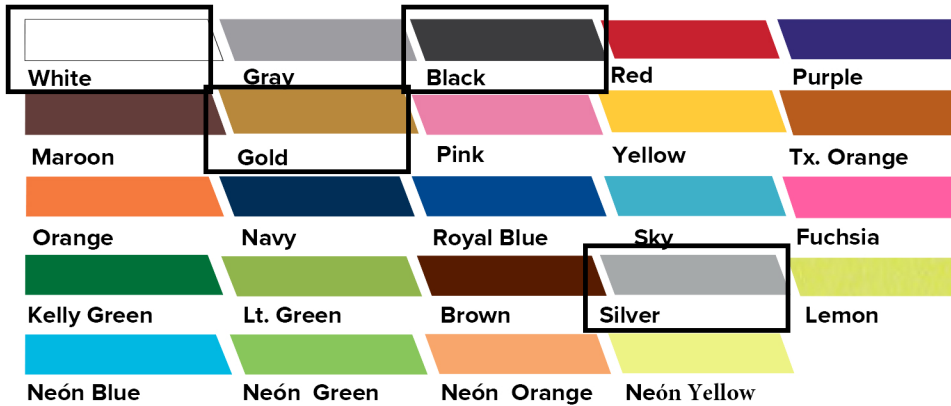 White Gray Black Red Purple
Maroon Gold Pink Yellow Tx. Orange
Orange Navy Royal Blue Sky Fuchsia
Kelly Green Lt. Green Brown Silver Lemon
Neón Blue Neón Green Neón Orange Neón Yellow